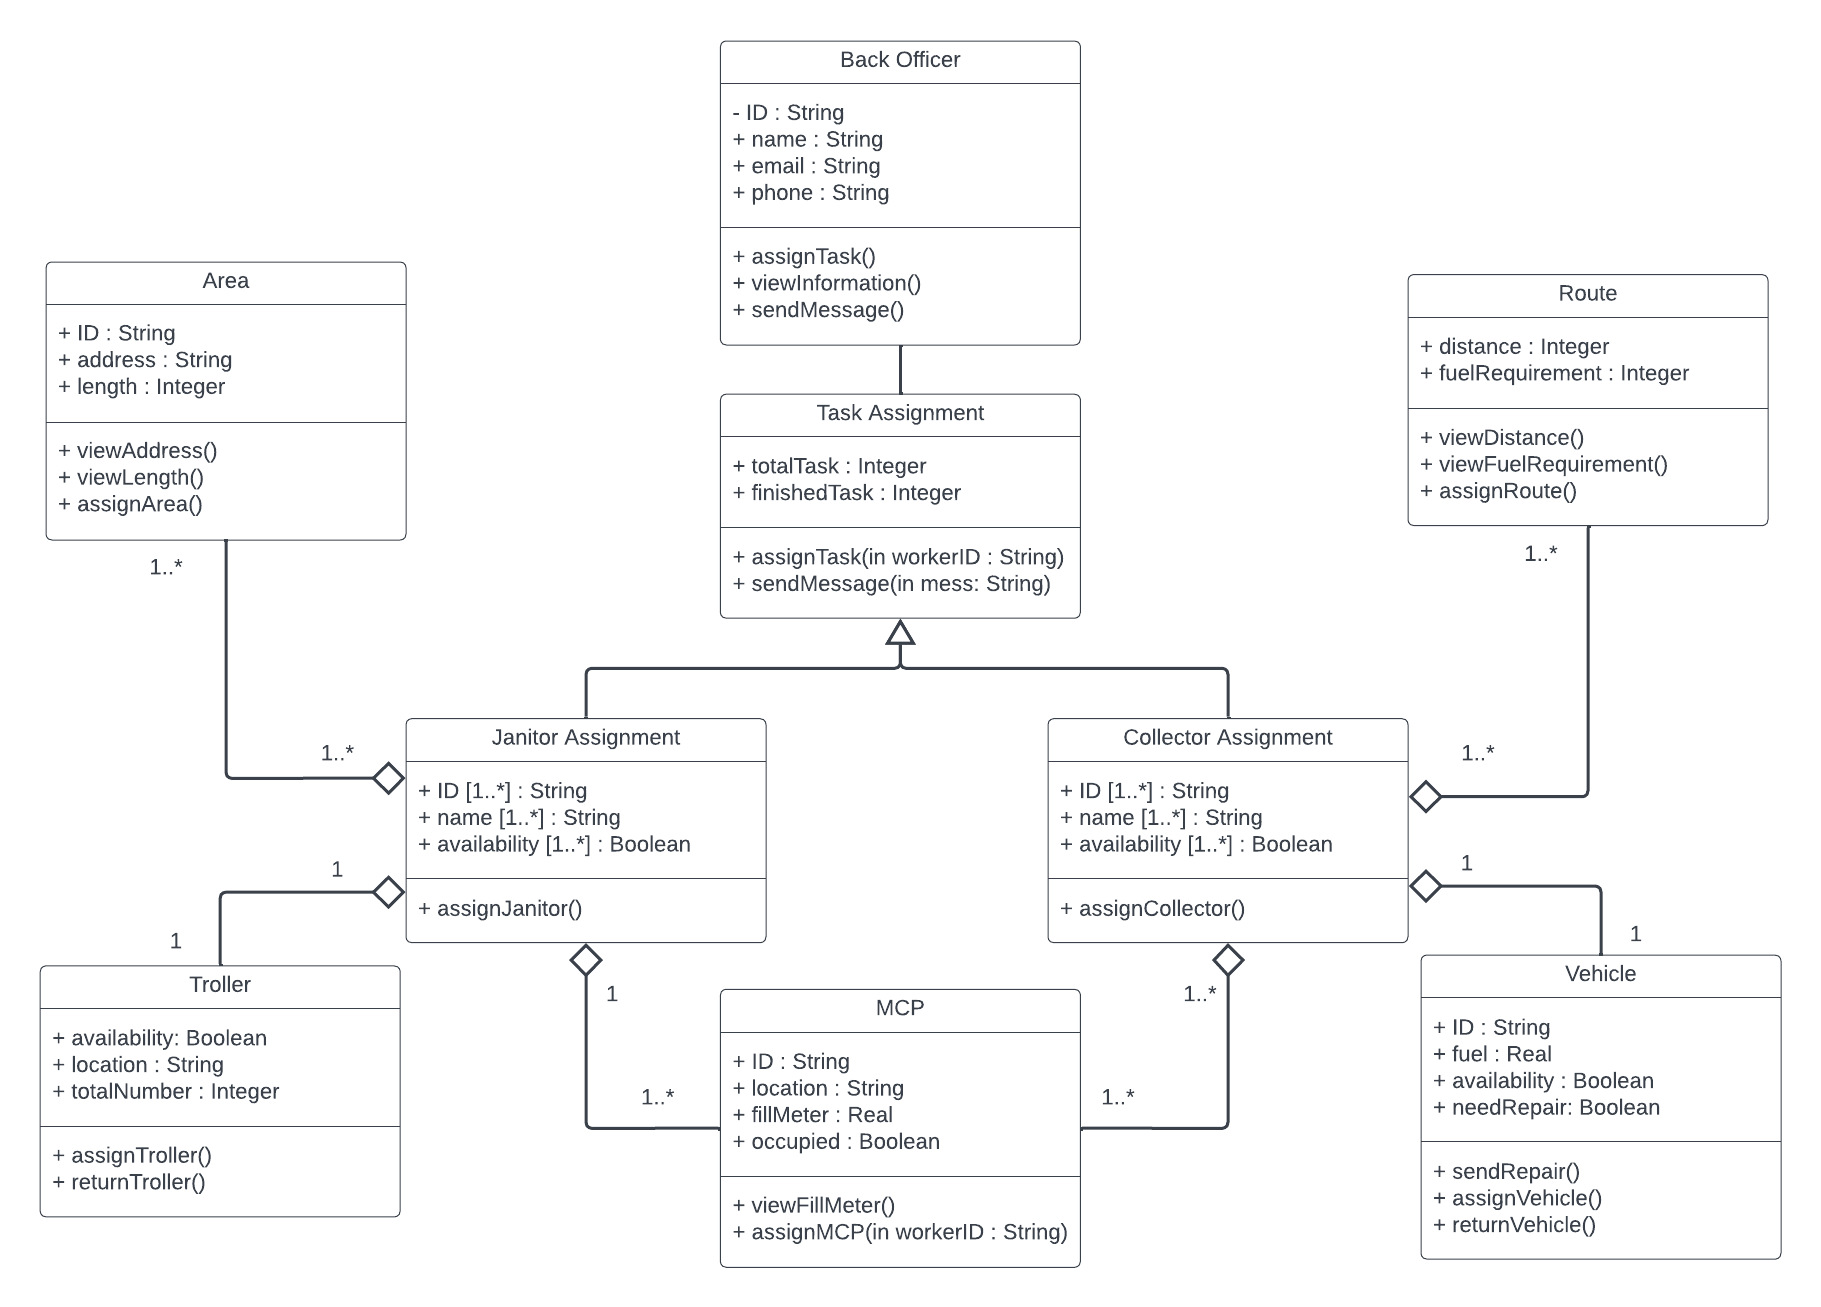 Back Officer
- ID : String
+ name : String
+ email : String
+ phone : String
+ assignTask()
+ viewInformation()
+ sendMessage()
Area
+ ID : String
+ address : String
+ length : Integer
+ viewAddress()
+ viewLength()
+ assignArea()
1..*
Route
+ distance : Integer
+ fuelRequirement : Integer
+ viewDistance()
+ viewFuelRequirement()
+ assignRoute()
1..*
Task Assignment
+ totalTask : Integer
+ finishedTask : Integer
+ assignTask(in workerID : String)
+ sendMessage(in mess: String)
1..*
Janitor Assignment
+ ID [1..*] : String
+ name [1..*] : String
+ availability [1..*] : Boolean
+ assignJanitor()
1
1
1
1..*
Collector Assignment
+ ID [1..*] : String
+ name [1..*] : String
+ availability [1..*] : Boolean
+ assignCollector()
1..*
1
1
1..*
1..*
Troller
+ availability: Boolean
+ location : String
+ totalNumber : Integer
+ assignTroller()
+ returnTroller()
MCP
+ ID : String
+ location : String
+ fillMeter : Real
+ occupied : Boolean
+ viewFillMeter()
+ assignMCP(in workerID : String)
Vehicle
+ ID : String
+ fuel : Real
+ availability : Boolean
+ needRepair: Boolean
+ sendRepair()
+ assignVehicle()
+ returnVehicle()